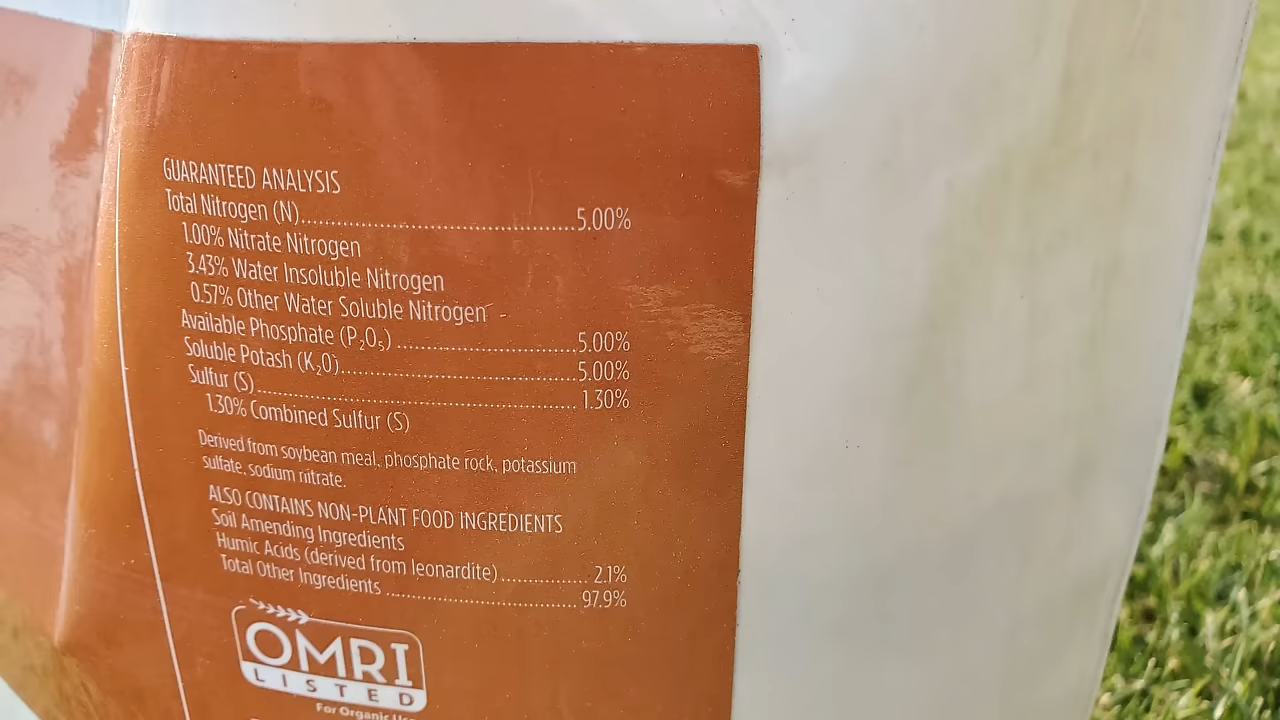 GUARANTEED ANALYSIS
Total Nitrogen (N)..........................................5.00%
1.00% Nitrate Nitrogen
3.43% Water Insoluble Nitrogen
0.57% Other Water Soluble Nitrogen
Available Phosphate (P₂O₅)............................5.00%
Soluble Potash (K₂O).....................................5.00%
Sulfur (S)....................................................1.30%
1.30% Combined Sulfur (S)
Derived from soybean meal, phosphate rock, potassium
sulfate, sodium nitrate.
ALSO CONTAINS NON-PLANT FOOD INGREDIENTS
Soil Amending Ingredients
Humic Acids (derived from leonardite)..............2.1%
Total Other Ingredients................................97.9%
OMRI
LISTED
For Organic